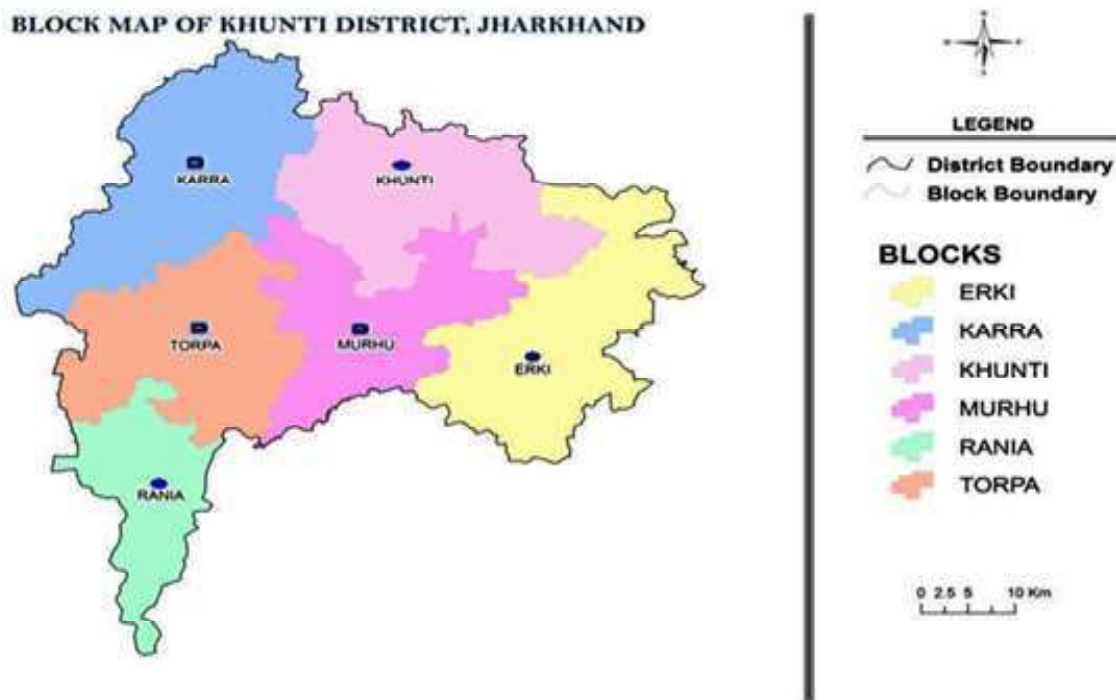 BLOCK MAP OF KHUNTI DISTRICT, JHARKHAND
KARRA
KHUNTI
TORPA
MURHU
ERKI
RANIA
LEGEND
District Boundary
Block Boundary
BLOCKS
ERKI
KARRA
KHUNTI
MURHU
RANIA
TORPA
0 2.5 5 10 Km